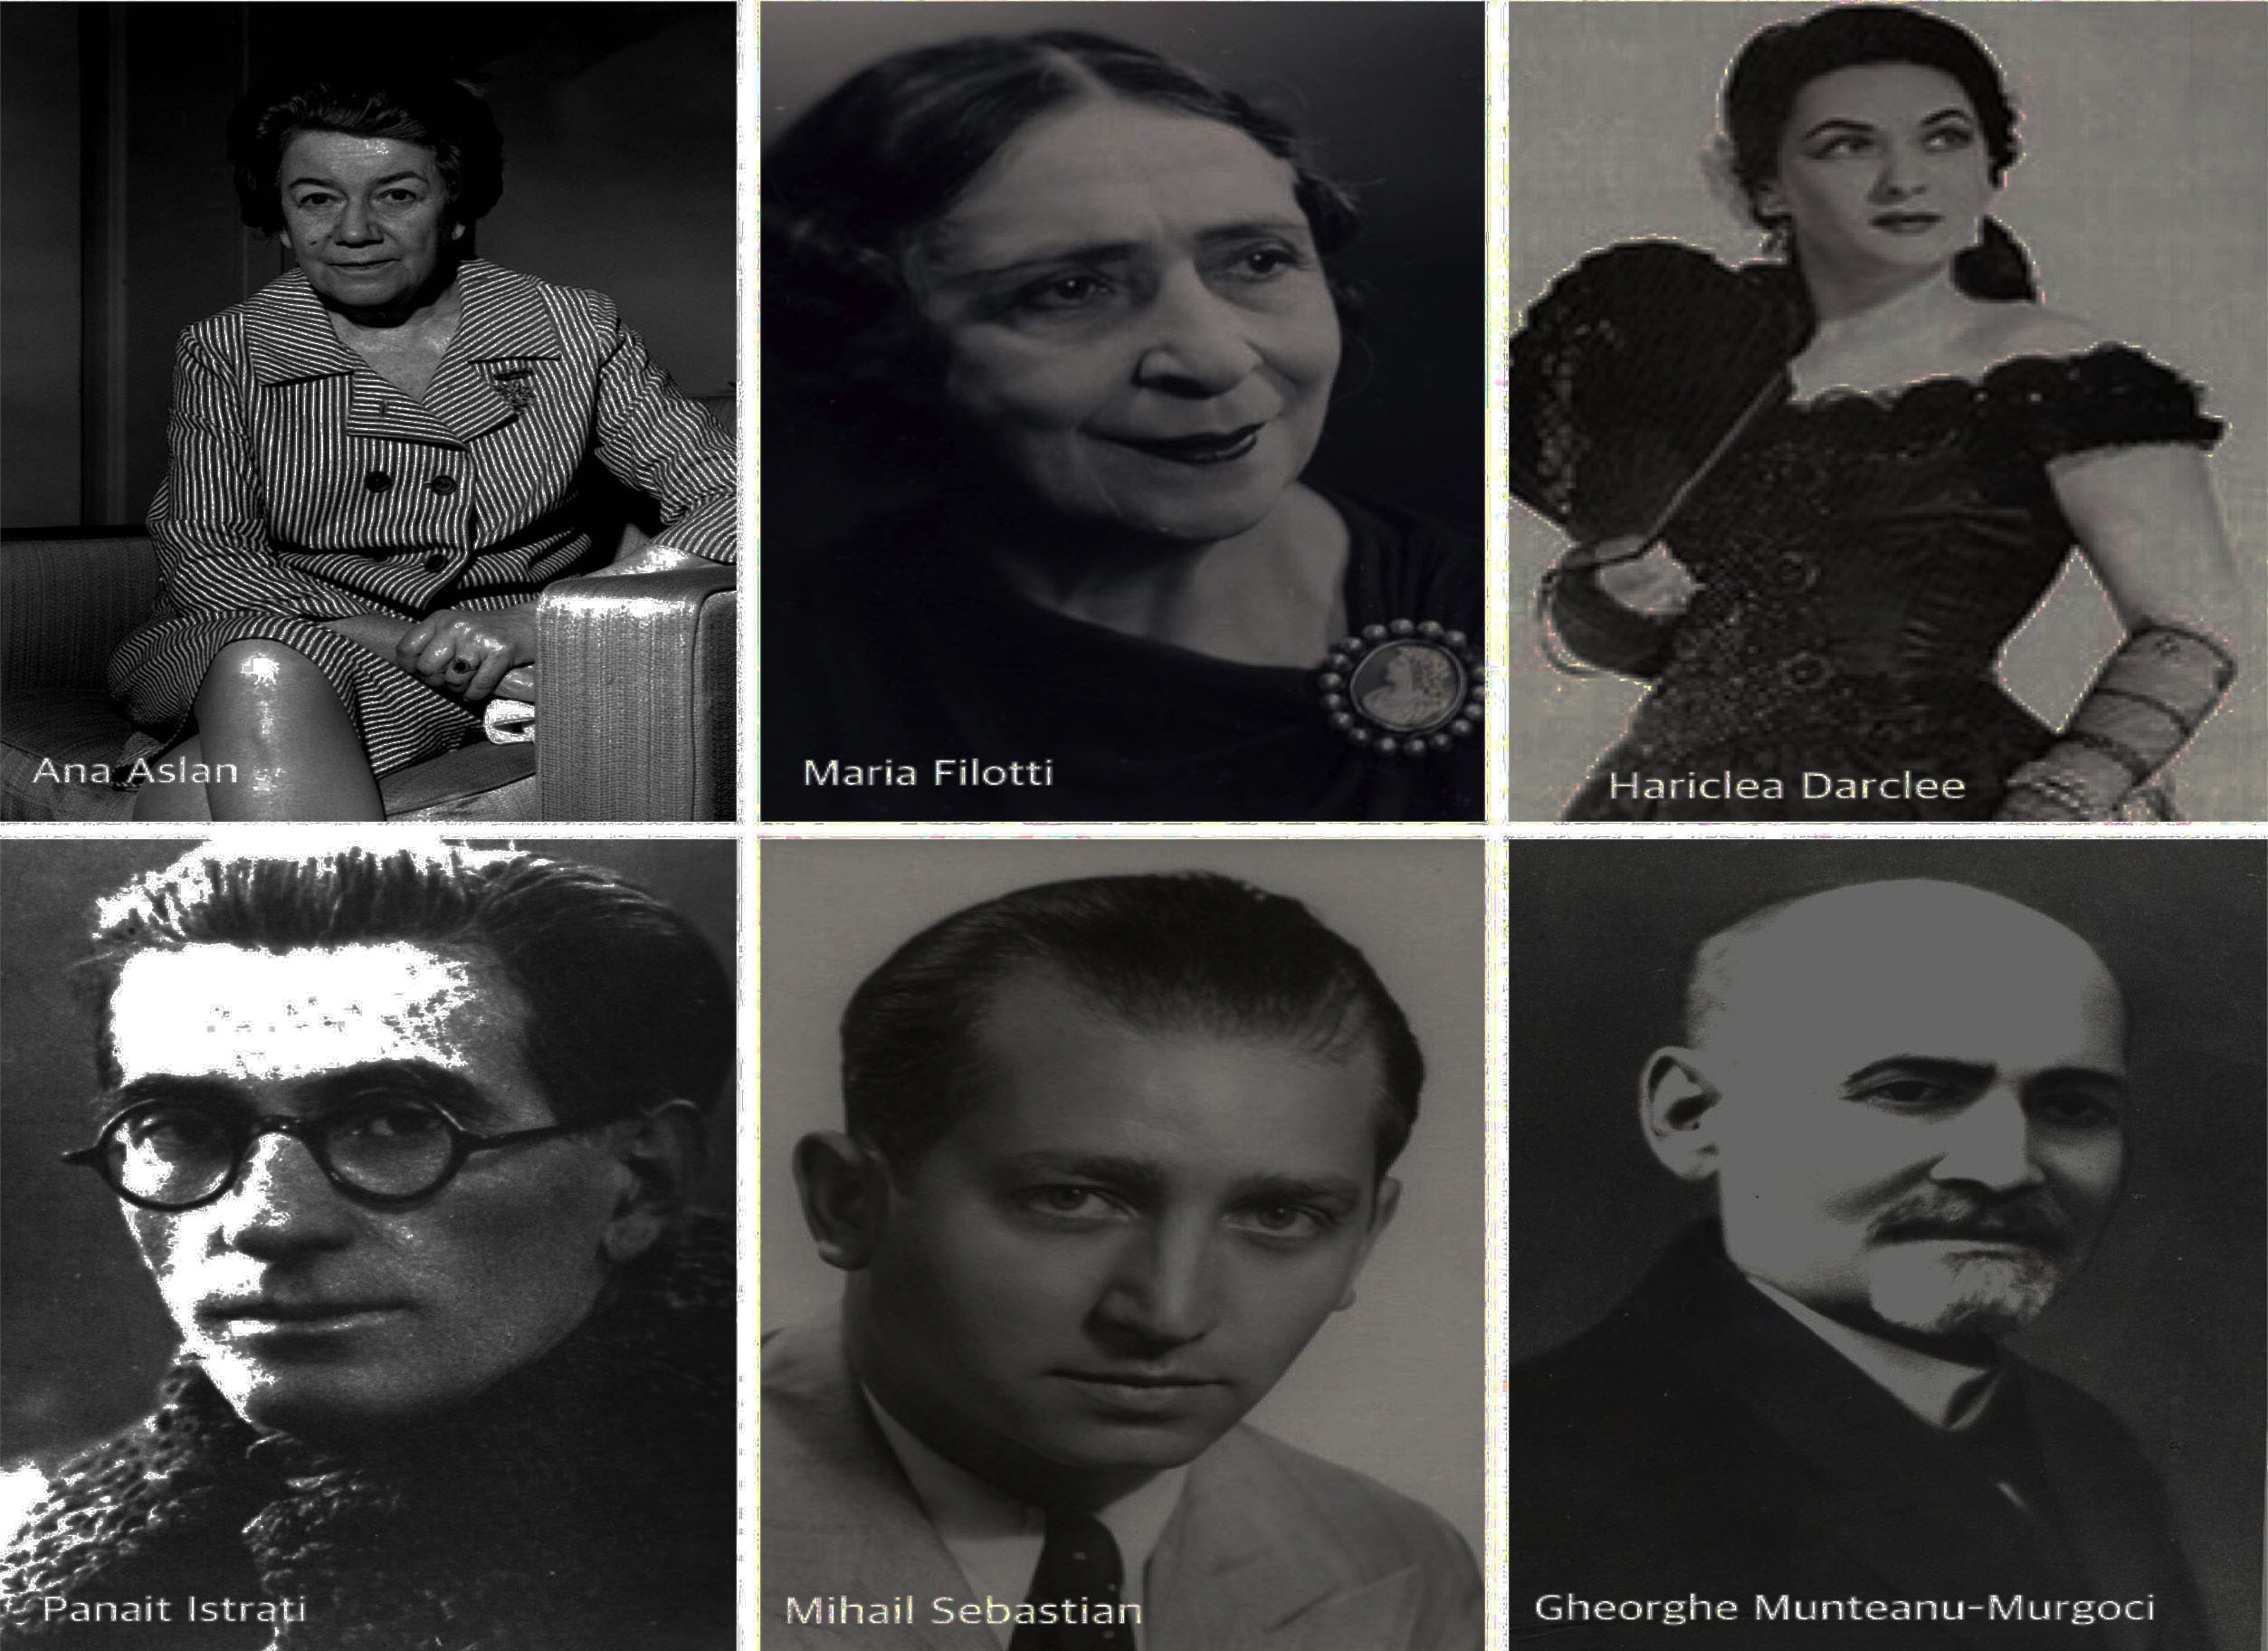 Ana Aslan
Maria Filotti
Hariclea Darclee
Panait Istrati
Mihail Sebastian
Gheorghe Munteanu-Murgoci